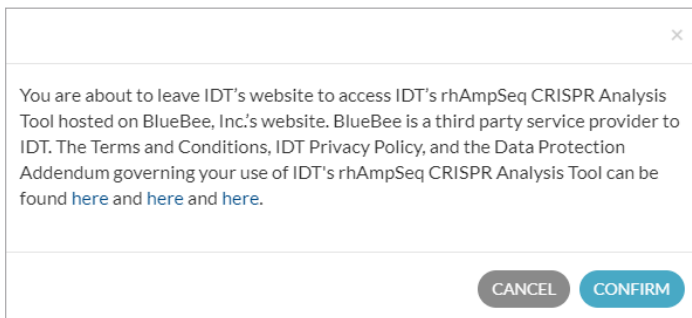 ×
You are about to leave IDT's website to access IDT's rhAmpSeq CRISPR Analysis
Tool hosted on BlueBee, Inc.'s website. BlueBee is a third party service provider to
IDT. The Terms and Conditions, IDT Privacy Policy, and the Data Protection
Addendum governing your use of IDT's rhAmpSeq CRISPR Analysis Tool can be
found here and here and here.
CANCEL CONFIRM